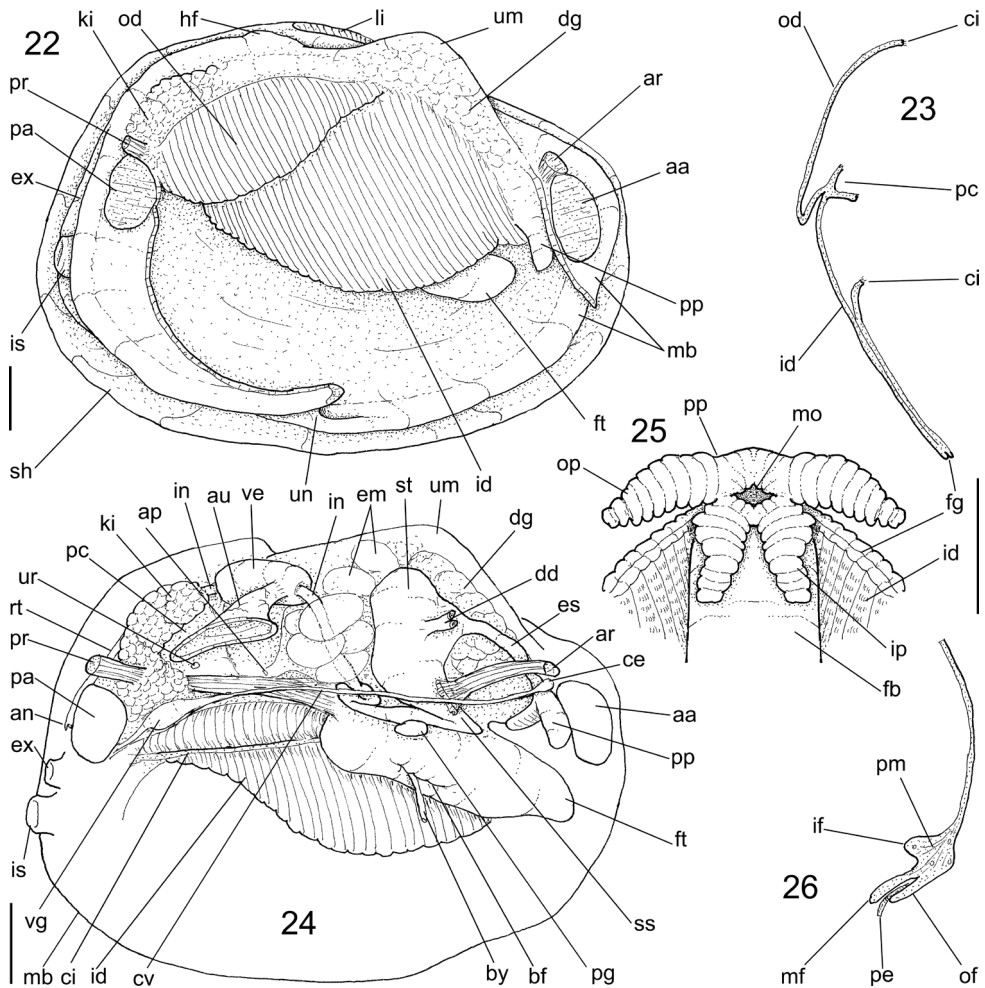 22
ki od hf li um dg
pr
pa
ex
is
sh
ar
aa
pp
mb
ft
un id
od ci
23
pc
ci
id
fg
25
pp mo
op
fg
id
ip
fb
in au ve in em st um
ap
ki
pc
ur
rt
pr
pa
an
ex
is
vg
mb ci id cv
dg
dd
es
ar
ce
aa
pp
ft
ss
by bf pg
24
pm
if
26
mf pe of